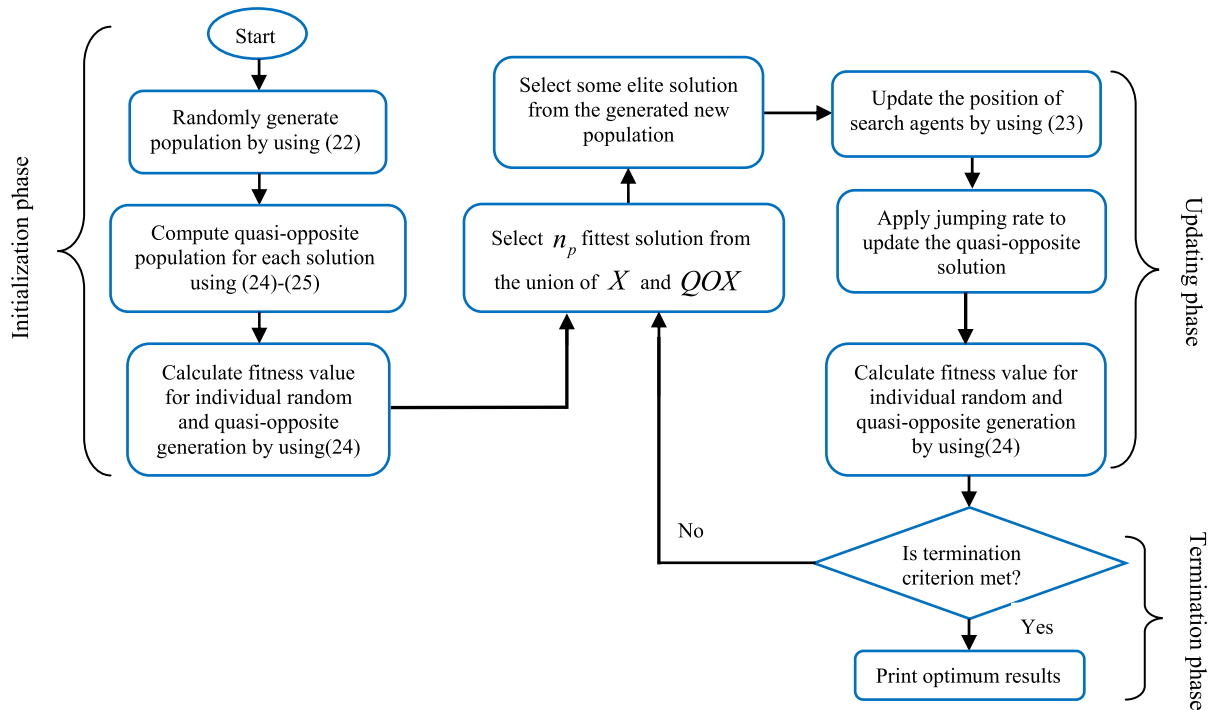 Initialization phase
Start
Randomly generate
population by using (22)
Compute quasi-opposite
population for each solution
using (24)-(25)
Calculate fitness value
for individual random
and quasi-opposite
generation by using(24)
Select n_p fittest solution from
the union of X and QOX
Select some elite solution
from the generated new
population
Update the position of
search agents by using (23)
Apply jumping rate to
update the quasi-opposite
solution
Calculate fitness value for
individual random and
quasi-opposite generation
by using(24)
Updating phase
Is termination
criterion met?
No
Yes
Print optimum results
Termination phase